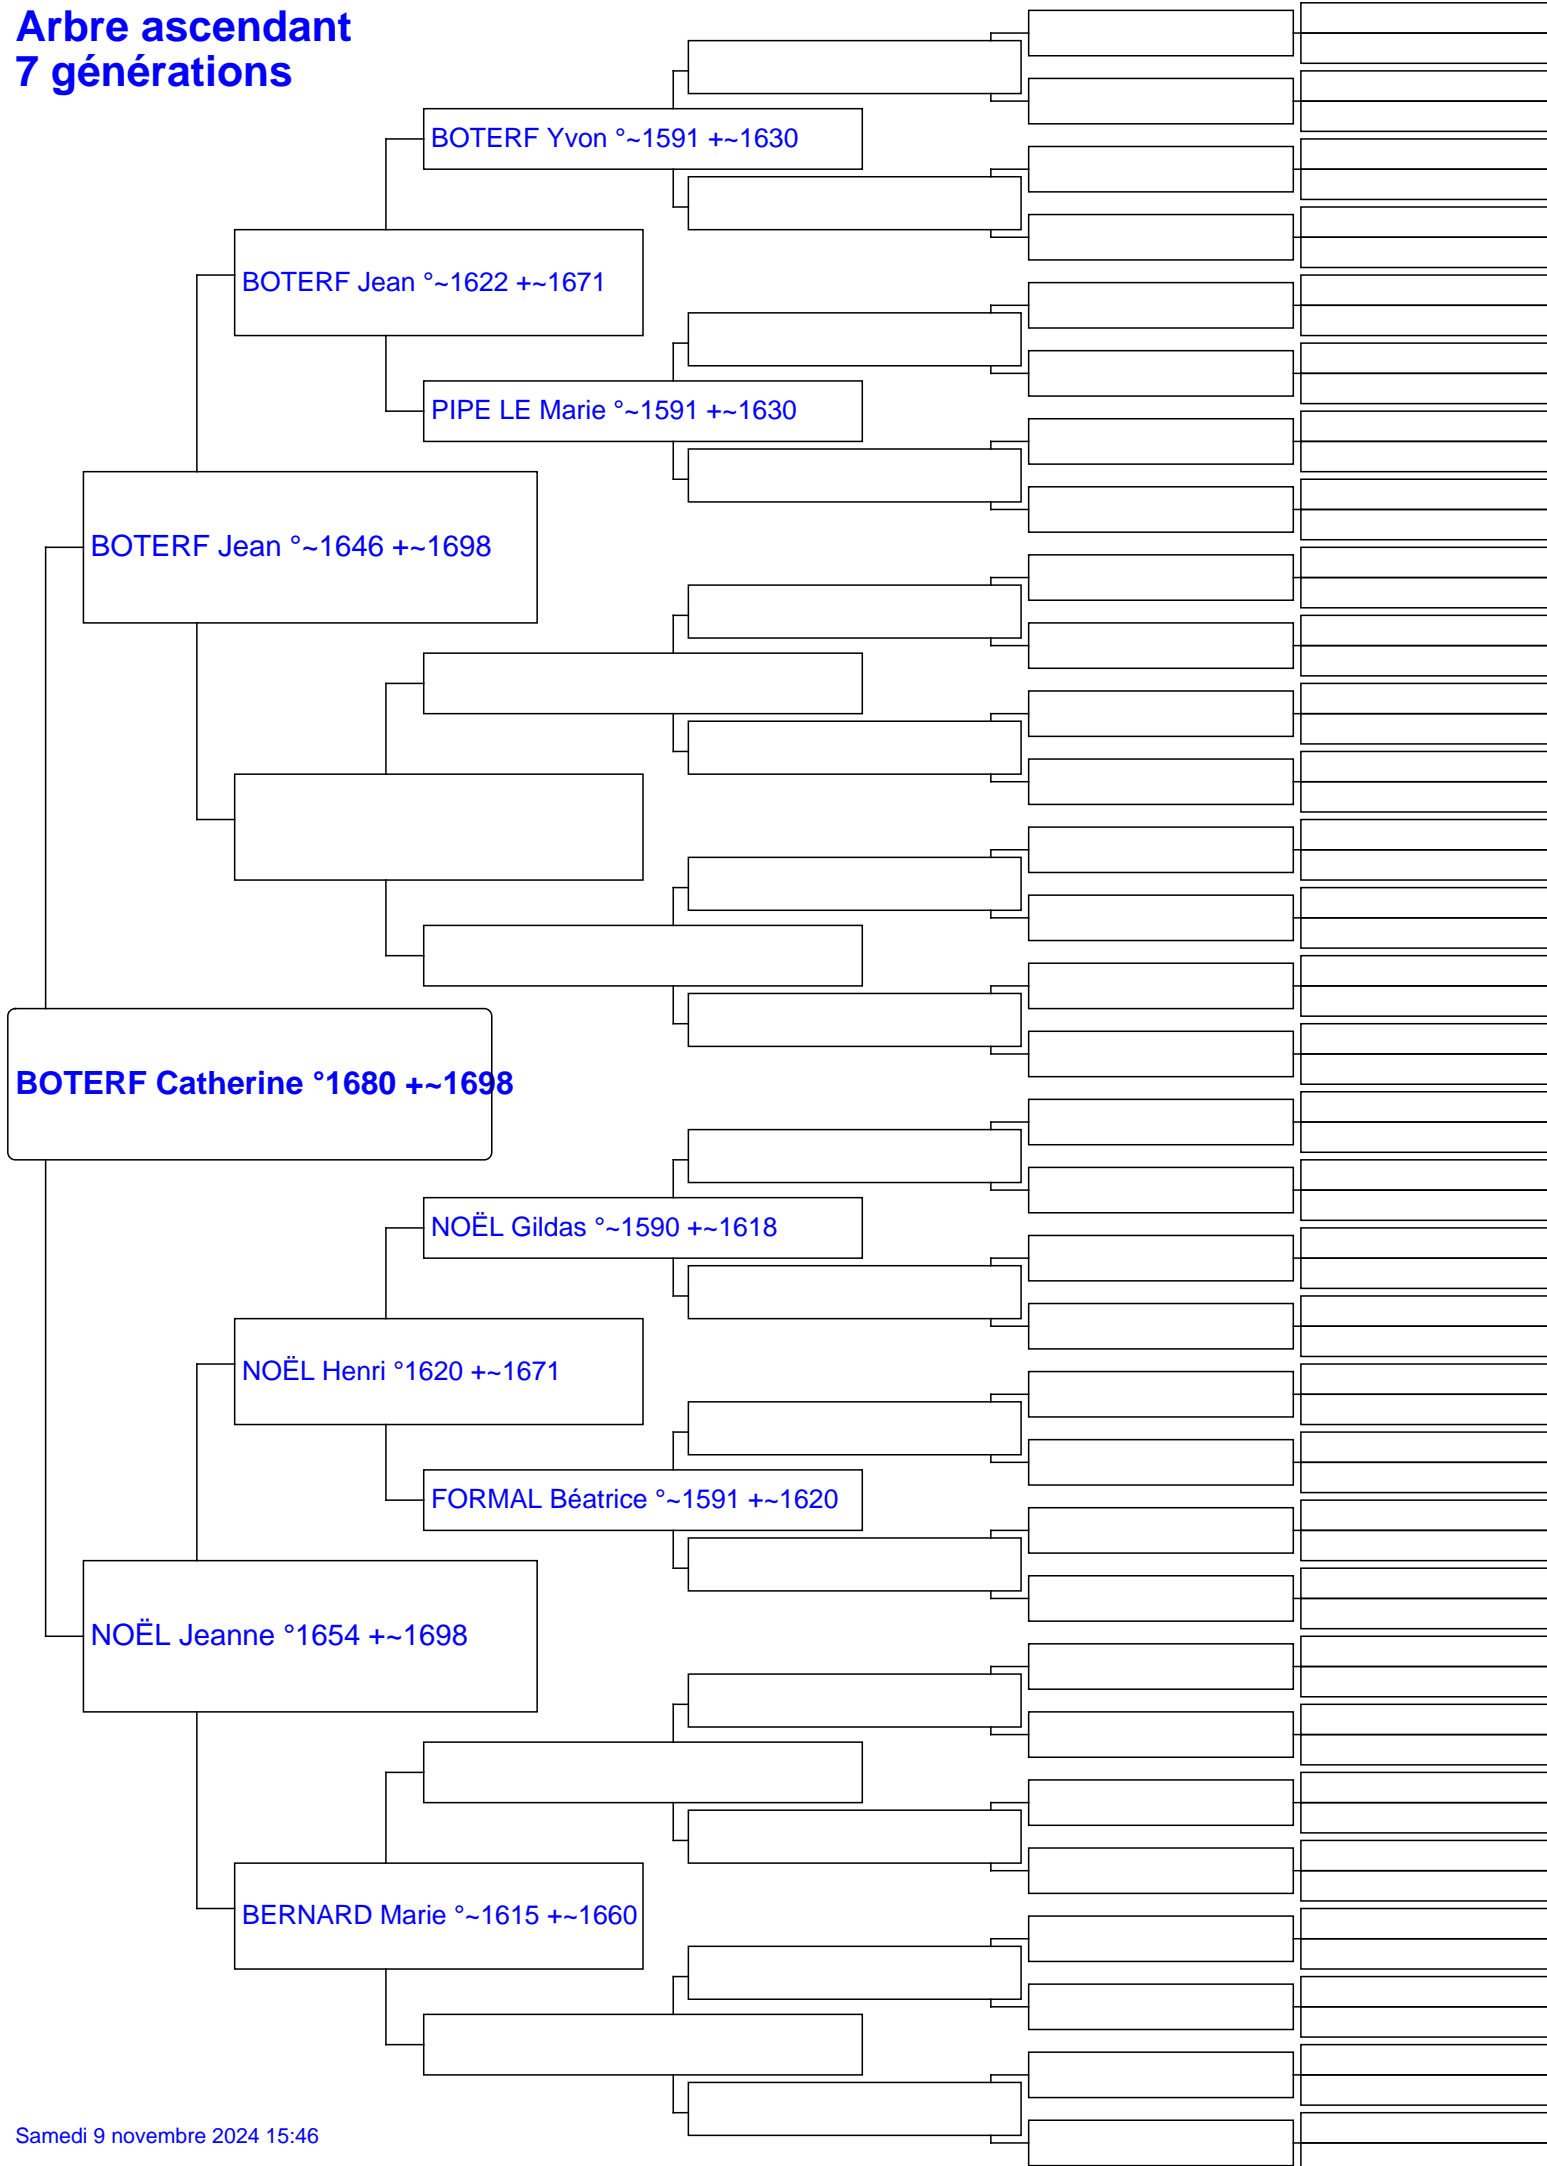 Arbre ascendant
7 générations
BOTERF Yvon °~1591 +~1630
BOTERF Jean °~1622 +~1671
PIPE LE Marie °~1591 +~1630
BOTERF Jean °~1646 +~1698
BOTERF Catherine °1680 +~1698
NOËL Gildas °~1590 +~1618
NOËL Henri °1620 +~1671
FORMAL Béatrice °~1591 +~1620
NOËL Jeanne °1654 +~1698
BERNARD Marie °~1615 +~1660
Samedi 9 novembre 2024 15:46